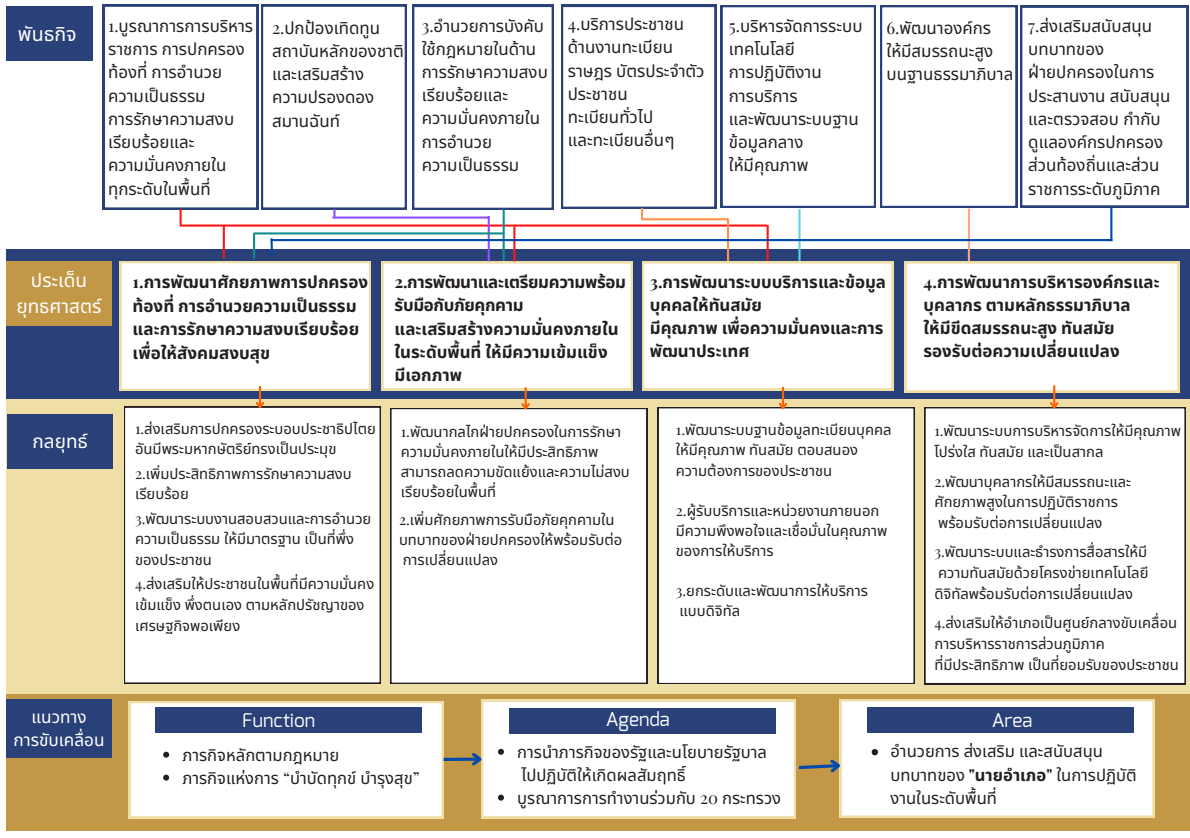 พันธกิจ
1.บูรณาการการบริหาร
ราชการ การปกครอง
ท้องที่ การอำนวย
ความเป็นธรรม
การรักษาความสงบ
เรียบร้อยและ
ความมั่นคงภายใน
ทุกระดับในพื้นที่
2.ปกป้องเทิดทูน
สถาบันหลักของชาติ
และเสริมสร้าง
ความปรองดอง
สมานฉันท์
3.อำนวยการบังคับ
ใช้กฎหมายในด้าน
การรักษาความสงบ
เรียบร้อยและ
ความมั่นคงภายใน
การอำนวย
ความเป็นธรรม
4.บริการประชาชน
ด้านงานทะเบียน
ราษฎร บัตรประจำตัว
ประชาชน
ทะเบียนทั่วไป
และทะเบียนอื่นๆ
5.บริหารจัดการระบบ
เทคโนโลยี
การปฏิบัติงาน
การบริการ
และพัฒนาระบบฐาน
ข้อมูลกลาง
ให้มีคุณภาพ
6.พัฒนาองค์กร
ให้มีสมรรถนะสูง
บนฐานธรรมาภิบาล
7.ส่งเสริมสนับสนุน
บทบาทของ
ฝ่ายปกครองในการ
ประสานงาน สนับสนุน
และตรวจสอบ กำกับ
ดูแลองค์กรปกครอง
ส่วนท้องถิ่นและส่วน
ราชการระดับภูมิภาค
ประเด็น
ยุทธศาสตร์
1.การพัฒนาศักยภาพการปกครอง
ท้องที่ การอำนวยความเป็นธรรม
และการรักษาความสงบเรียบร้อย
เพื่อให้สังคมสงบสุข
2.การพัฒนาและเตรียมความพร้อม
รับมือกับภัยคุกคาม
และเสริมสร้างความมั่นคงภายใน
ในระดับพื้นที่ ให้มีความเข้มแข็ง
มีเอกภาพ
3.การพัฒนาระบบบริการและข้อมูล
บุคคลให้ทันสมัย
มีคุณภาพ เพื่อความมั่นคงและการ
พัฒนาประเทศ
4.การพัฒนาการบริหารองค์กรและ
บุคลากร ตามหลักธรรมาภิบาล
ให้มีขีดสมรรถนะสูง ทันสมัย
รองรับต่อความเปลี่ยนแปลง
กลยุทธ์
1.ส่งเสริมการปกครองระบอบประชาธิปไตย
อันมีพระมหากษัตริย์ทรงเป็นประมุข
2.เพิ่มประสิทธิภาพการรักษาความสงบ
เรียบร้อย
3.พัฒนาระบบงานสอบสวนและการอำนวย
ความเป็นธรรม ให้มีมาตรฐาน เป็นที่พึ่ง
ของประชาชน
4.ส่งเสริมให้ประชาชนในพื้นที่มีความมั่นคง
เข้มแข็ง พึ่งตนเอง ตามหลักปรัชญาของ
เศรษฐกิจพอเพียง
1.พัฒนากลไกฝ่ายปกครองในการรักษา
ความมั่นคงภายในให้มีประสิทธิภาพ
สามารถลดความขัดแย้งและความไม่สงบ
เรียบร้อยในพื้นที่
2.เพิ่มศักยภาพการรับมือภัยคุกคามใน
บทบาทของฝ่ายปกครองให้พร้อมรับต่อ
การเปลี่ยนแปลง
1.พัฒนาระบบฐานข้อมูลทะเบียนบุคคล
ให้มีคุณภาพ ทันสมัย ตอบสนอง
ความต้องการของประชาชน
2.ผู้รับบริการและหน่วยงานภายนอก
มีความพึงพอใจและเชื่อมั่นในคุณภาพ
ของการให้บริการ
3.ยกระดับและพัฒนาการให้บริการ
แบบดิจิทัล
1.พัฒนาระบบการบริหารจัดการให้มีคุณภาพ
โปร่งใส ทันสมัย และเป็นสากล
2.พัฒนาบุคลากรให้มีสมรรถนะและ
ศักยภาพสูงในการปฏิบัติราชการ
พร้อมรับต่อการเปลี่ยนแปลง
3.พัฒนาระบบและธำรงการสื่อสารให้มี
ความทันสมัยด้วยโครงข่ายเทคโนโลยี
ดิจิทัลพร้อมรับต่อการเปลี่ยนแปลง
4.ส่งเสริมให้อำเภอเป็นศูนย์กลางขับเคลื่อน
การบริหารราชการส่วนภูมิภาค
ที่มีประสิทธิภาพ เป็นที่ยอมรับของประชาชน
แนวทาง
การขับเคลื่อน
Function
• ภารกิจหลักตามกฎหมาย
• ภารกิจแห่งการ “บำบัดทุกข์ บำรุงสุข”
Agenda
• การนำภารกิจของรัฐและนโยบายรัฐบาล
ไปปฏิบัติให้เกิดผลสัมฤทธิ์
• บูรณาการการทำงานร่วมกับ 20 กระทรวง
Area
• อำนวยการ ส่งเสริม และสนับสนุน
บทบาทของ "นายอำเภอ" ในการปฏิบัติ
งานในระดับพื้นที่